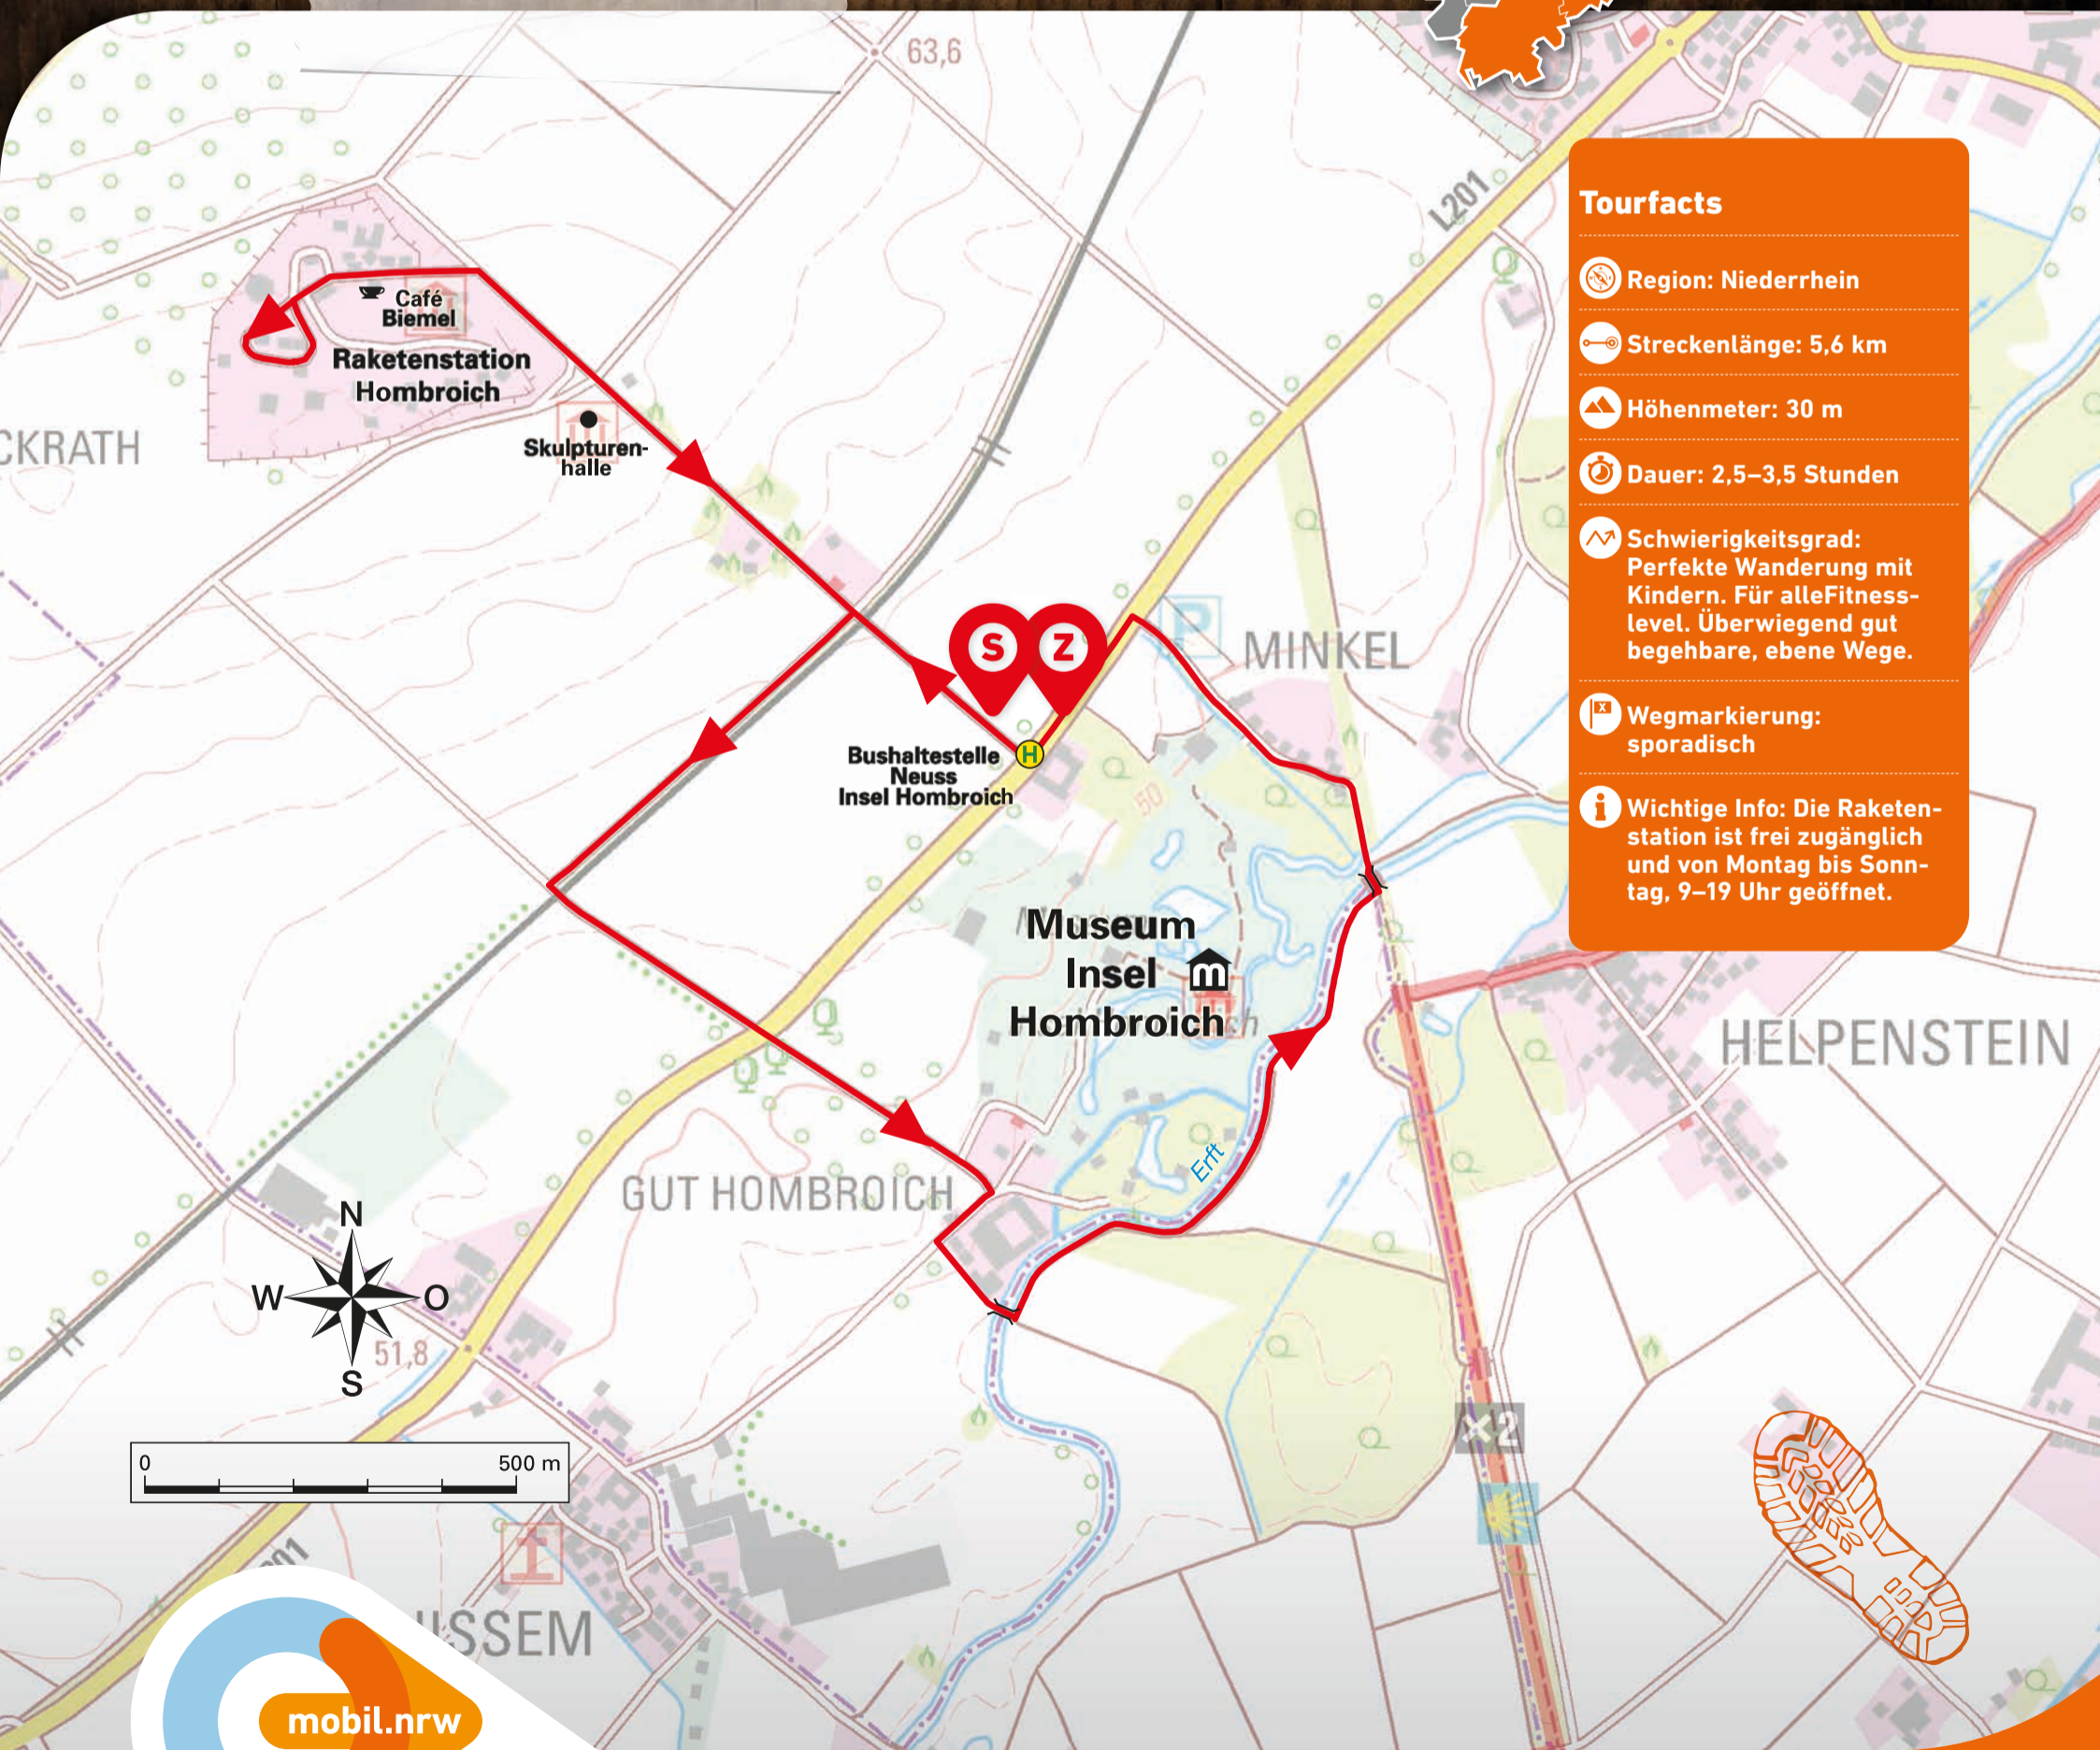 63,6
L201
Tourfacts
Region: Niederrhein
Streckenlänge: 5,6 km
Höhenmeter: 30 m
Dauer: 2,5–3,5 Stunden
Schwierigkeitsgrad:
Perfekte Wanderung mit
Kindern. Für alleFitness-
level. Überwiegend gut
begehbare, ebene Wege.
Wegmarkierung:
sporadisch
Wichtige Info: Die Raketen-
station ist frei zugänglich
und von Montag bis Sonn-
tag, 9–19 Uhr geöffnet.
Café
Biemel
Raketenstation
Hombroich
CKRATH
Skulpturen-
halle
S Z
P
MINKEL
H
Bushaltestelle
Neuss
Insel Hombroich
50
Museum
Insel m
Hombroich
HELPENSTEIN
Erft
GUT HOMBROICH
N
W O
S
51,8
0 500 m
×2
201
USSEM
mobil.nrw